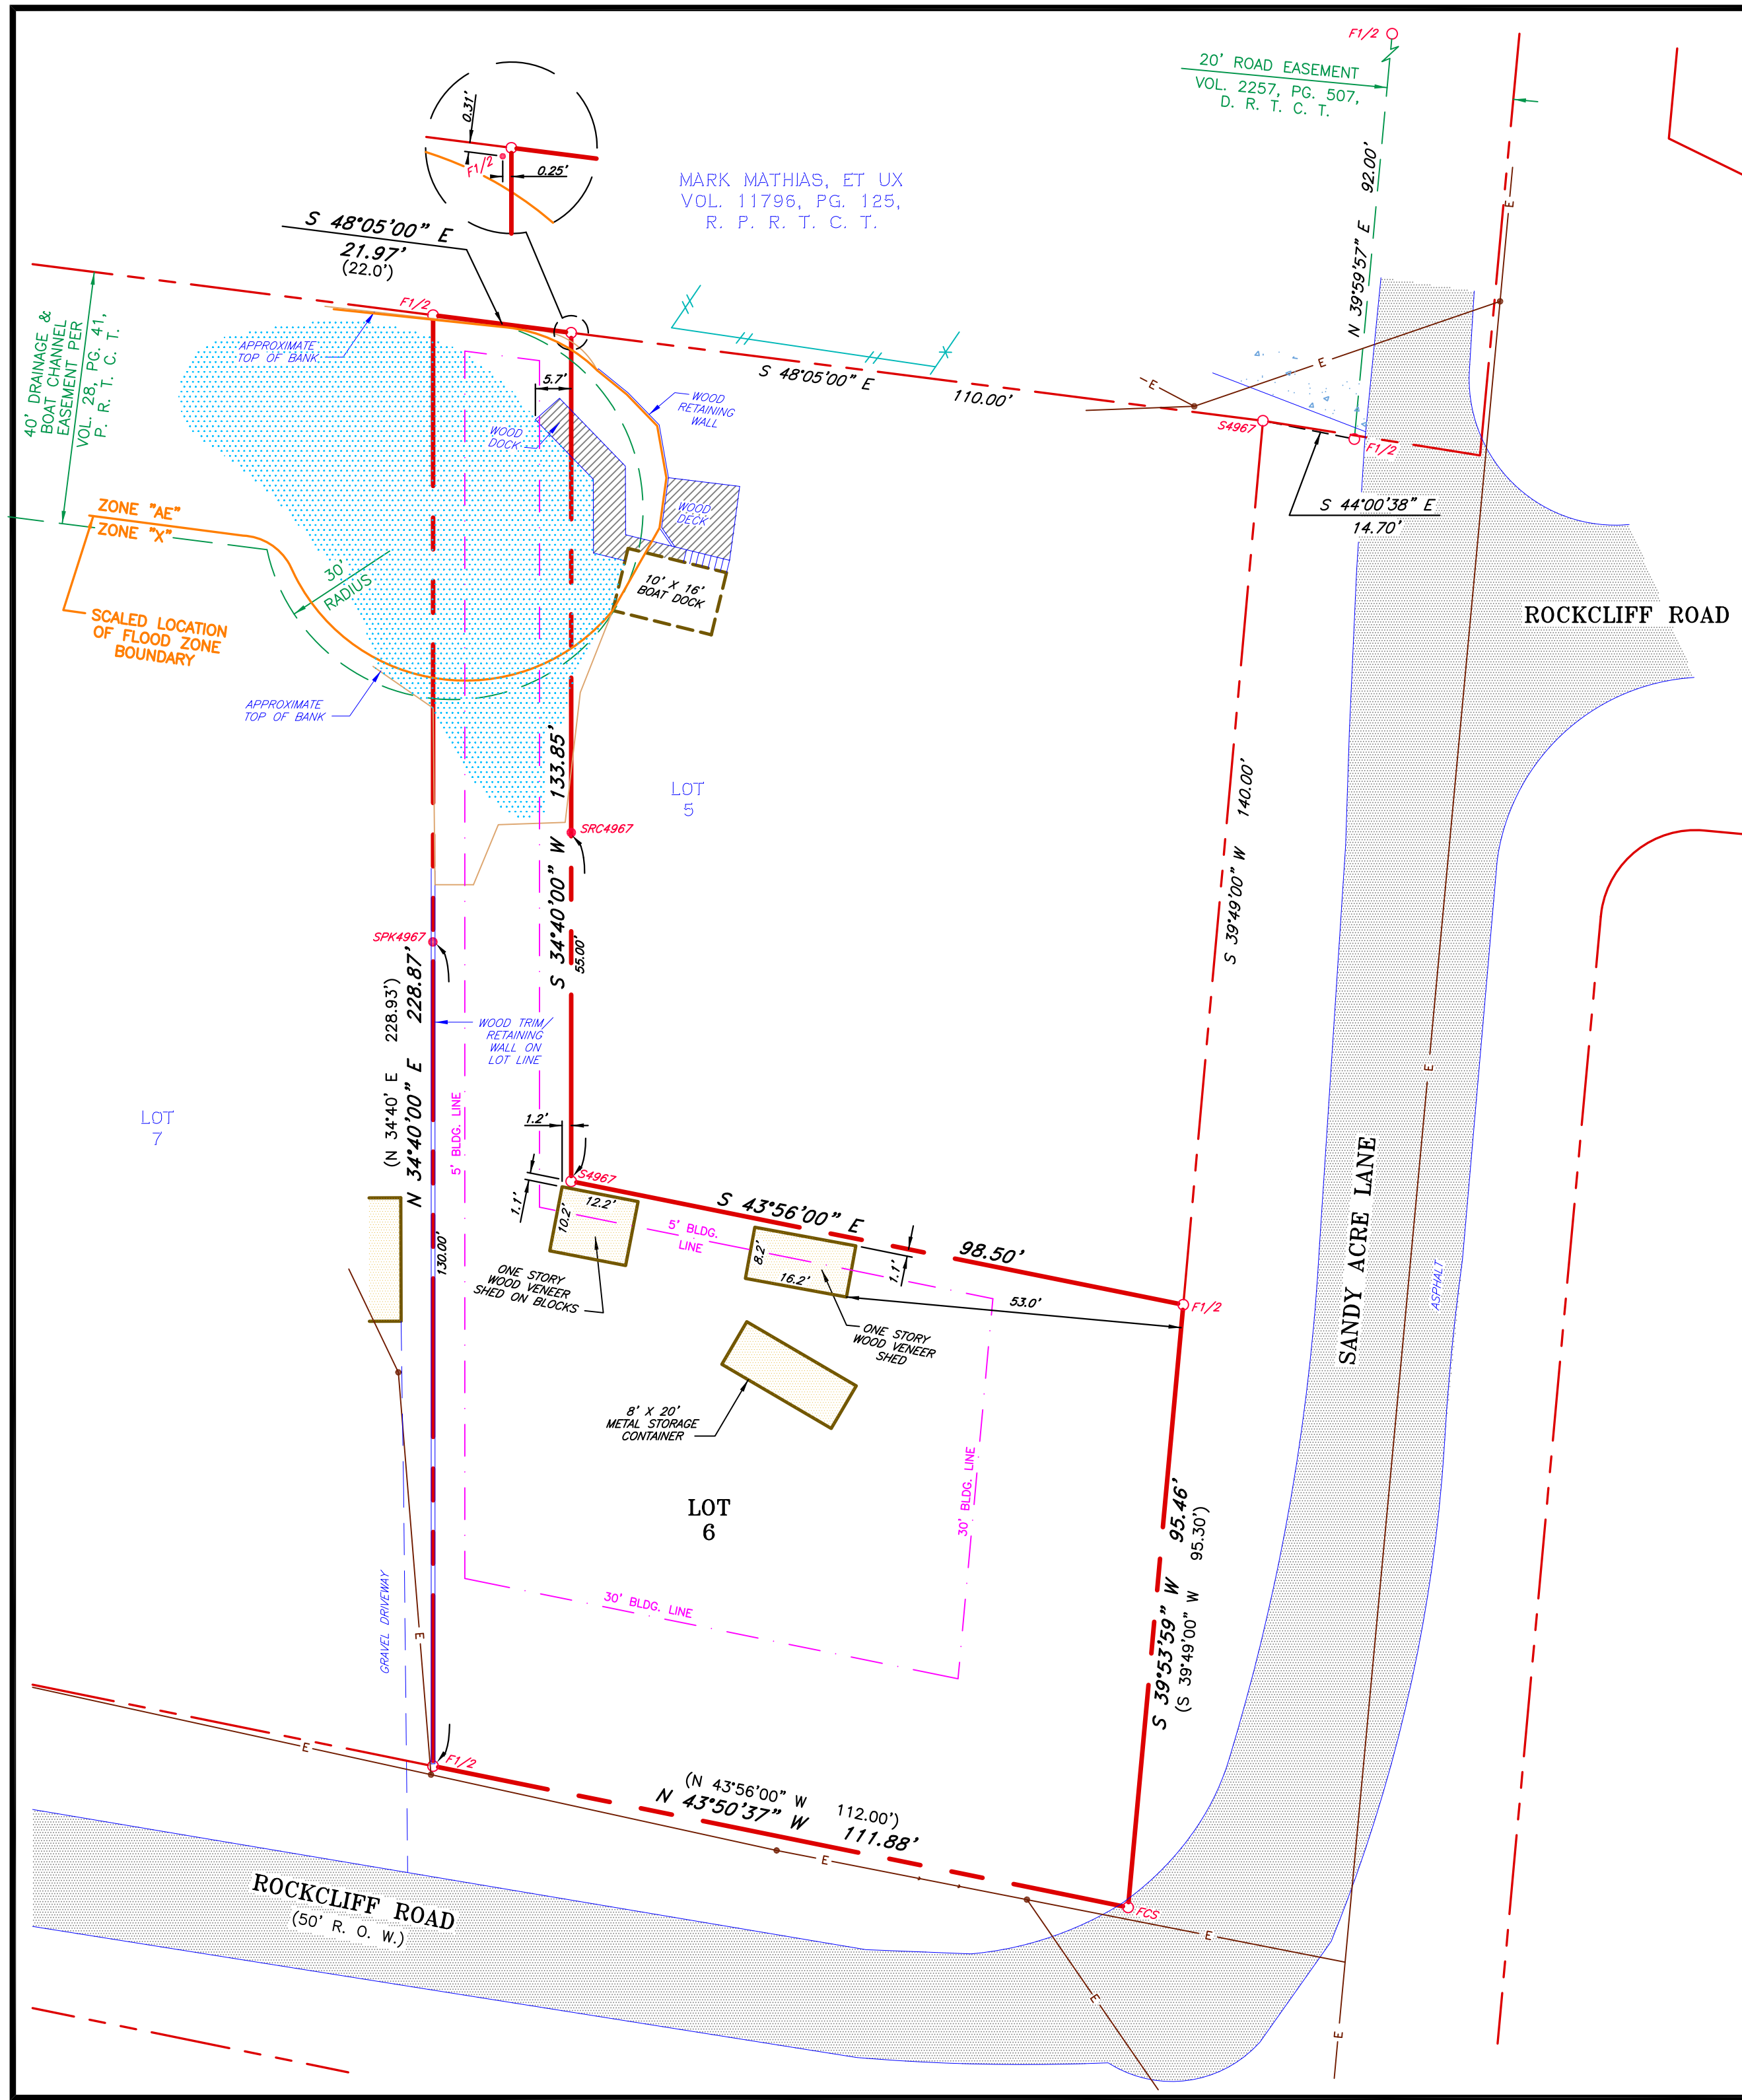 F1/2
20' ROAD EASEMENT
VOL. 2257, PG. 507,
D. R. T. C. T.
0.31'
F1/2
0.25'
MARK MATHIAS, ET UX
VOL. 11796, PG. 125,
R. P. R. T. C. T.
N 39°59'57" E 92.00'
E
S 48°05'00" E
21.97'
(22.0')
F1/2
40' DRAINAGE &
BOAT CHANNEL
EASEMENT PER
VOL. 28, PG. 41,
P. R. T. C. T.
APPROXIMATE
TOP OF BANK
5.7'
WOOD
RETAINING
WALL
WOOD
DOCK
S 48°05'00" E 110.00'
E
E
S4967
F1/2
S 44°00'38" E
14.70'
ZONE "AE"
ZONE "X"
WOOD
DECK
30'
RADIUS
10' X 16'
BOAT DOCK
SCALED LOCATION
OF FLOOD ZONE
BOUNDARY
ROCKCLIFF ROAD
APPROXIMATE
TOP OF BANK
LOT
5
SRC4967
S 34°40'00" W 133.85'
55.00'
S 39°49'00" W 140.00'
SPK4967
(N 34°40' E 228.93')
N 34°40'00" E 228.87'
130.00'
WOOD TRIM/
RETAINING
WALL ON
LOT LINE
5' BLDG. LINE
LOT
7
E
1.2'
S4967
1.1'
12.2'
10.2'
S 43°56'00" E 98.50'
5' BLDG.
LINE
8.2'
16.2'
1.1'
53.0'
F1/2
ONE STORY
WOOD VENEER
SHED ON BLOCKS
ONE STORY
WOOD VENEER
SHED
8' X 20'
METAL STORAGE
CONTAINER
SANDY ACRE LANE
ASPHALT
LOT
6
30' BLDG. LINE
30' BLDG. LINE
S 39°53'59" W 95.46'
(S 39°49'00" W 95.30')
GRAVEL DRIVEWAY
E
E
F1/2
(N 43°56'00" W 112.00')
N 43°50'37" W 111.88'
E
FCS
E
ROCKCLIFF ROAD
(50' R. O. W.)
E
E